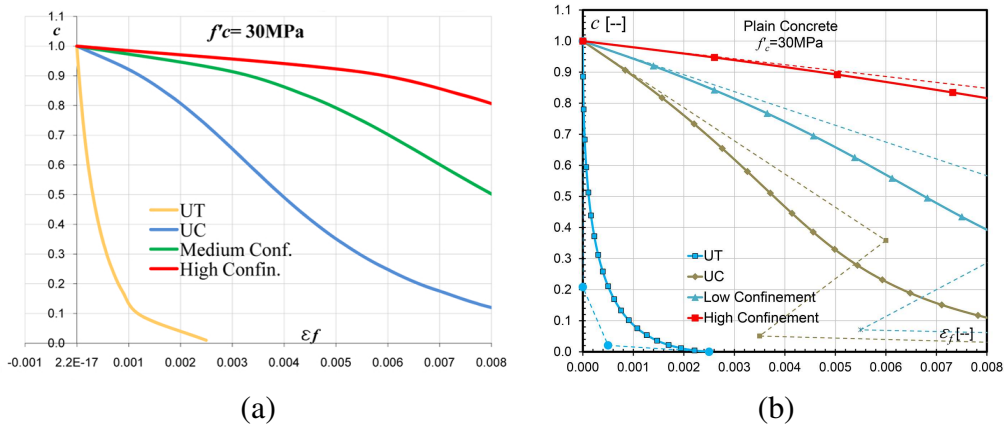 f'c= 30MPa
c
1.0
0.9
0.8
0.7
0.6
0.5
0.4
0.3
0.2
0.1
0.0
UT
UC
Medium Conf.
High Confin.
εf
-0.001 2.2E-17 0.001 0.002 0.003 0.004 0.005 0.006 0.007 0.008
(a)
c [--]
Plain Concrete
f'c=30MPa
1.0
0.9
0.8
0.7
0.6
0.5
0.4
0.3
0.2
0.1
0.0
UT
UC
Low Confinement
High Confinement
εf [-]
0.000 0.001 0.002 0.003 0.004 0.005 0.006 0.007 0.008
(b)